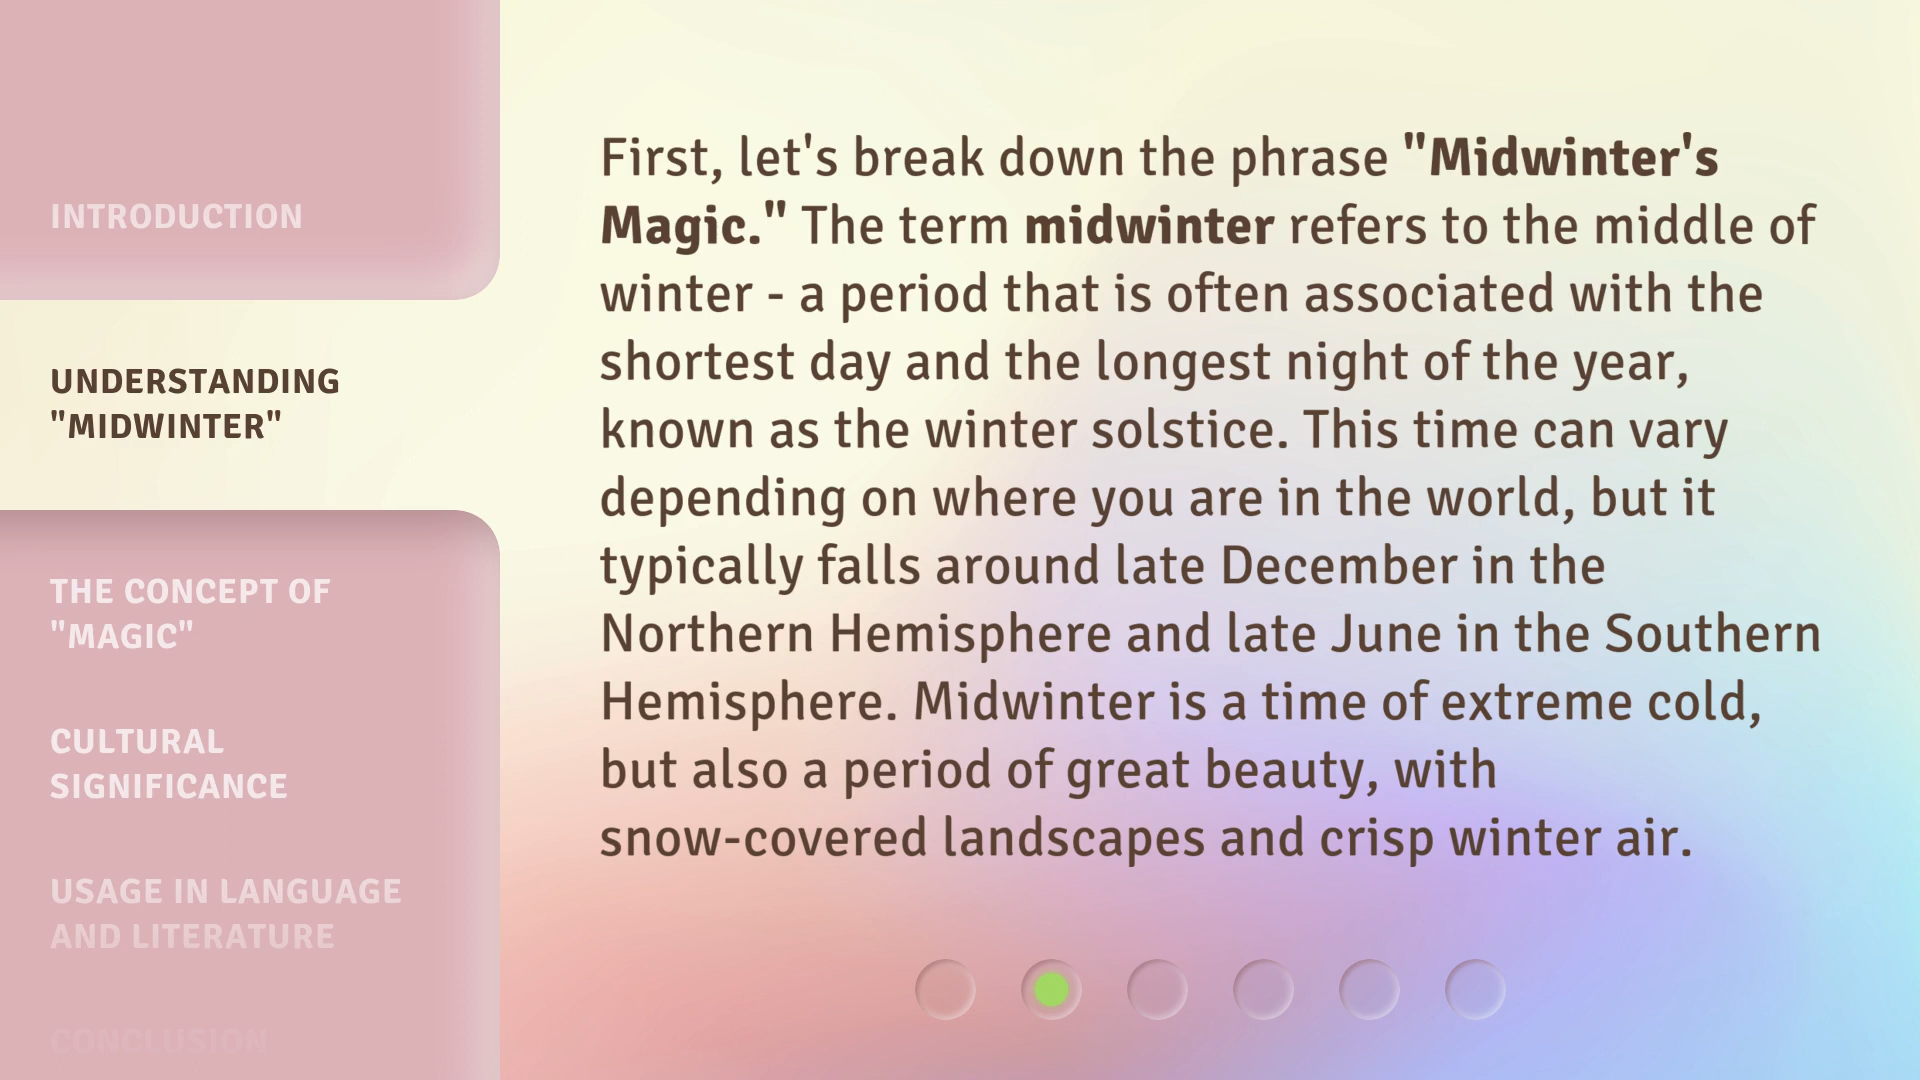 INTRODUCTION
UNDERSTANDING
"MIDWINTER"
THE CONCEPT OF
"MAGIC"
CULTURAL
SIGNIFICANCE
USAGE IN LANGUAGE
AND LITERATURE
CONCLUSION
First, let's break down the phrase "Midwinter's
Magic." The term midwinter refers to the middle of
winter - a period that is often associated with the
shortest day and the longest night of the year,
known as the winter solstice. This time can vary
depending on where you are in the world, but it
typically falls around late December in the
Northern Hemisphere and late June in the Southern
Hemisphere. Midwinter is a time of extreme cold,
but also a period of great beauty, with
snow-covered landscapes and crisp winter air.